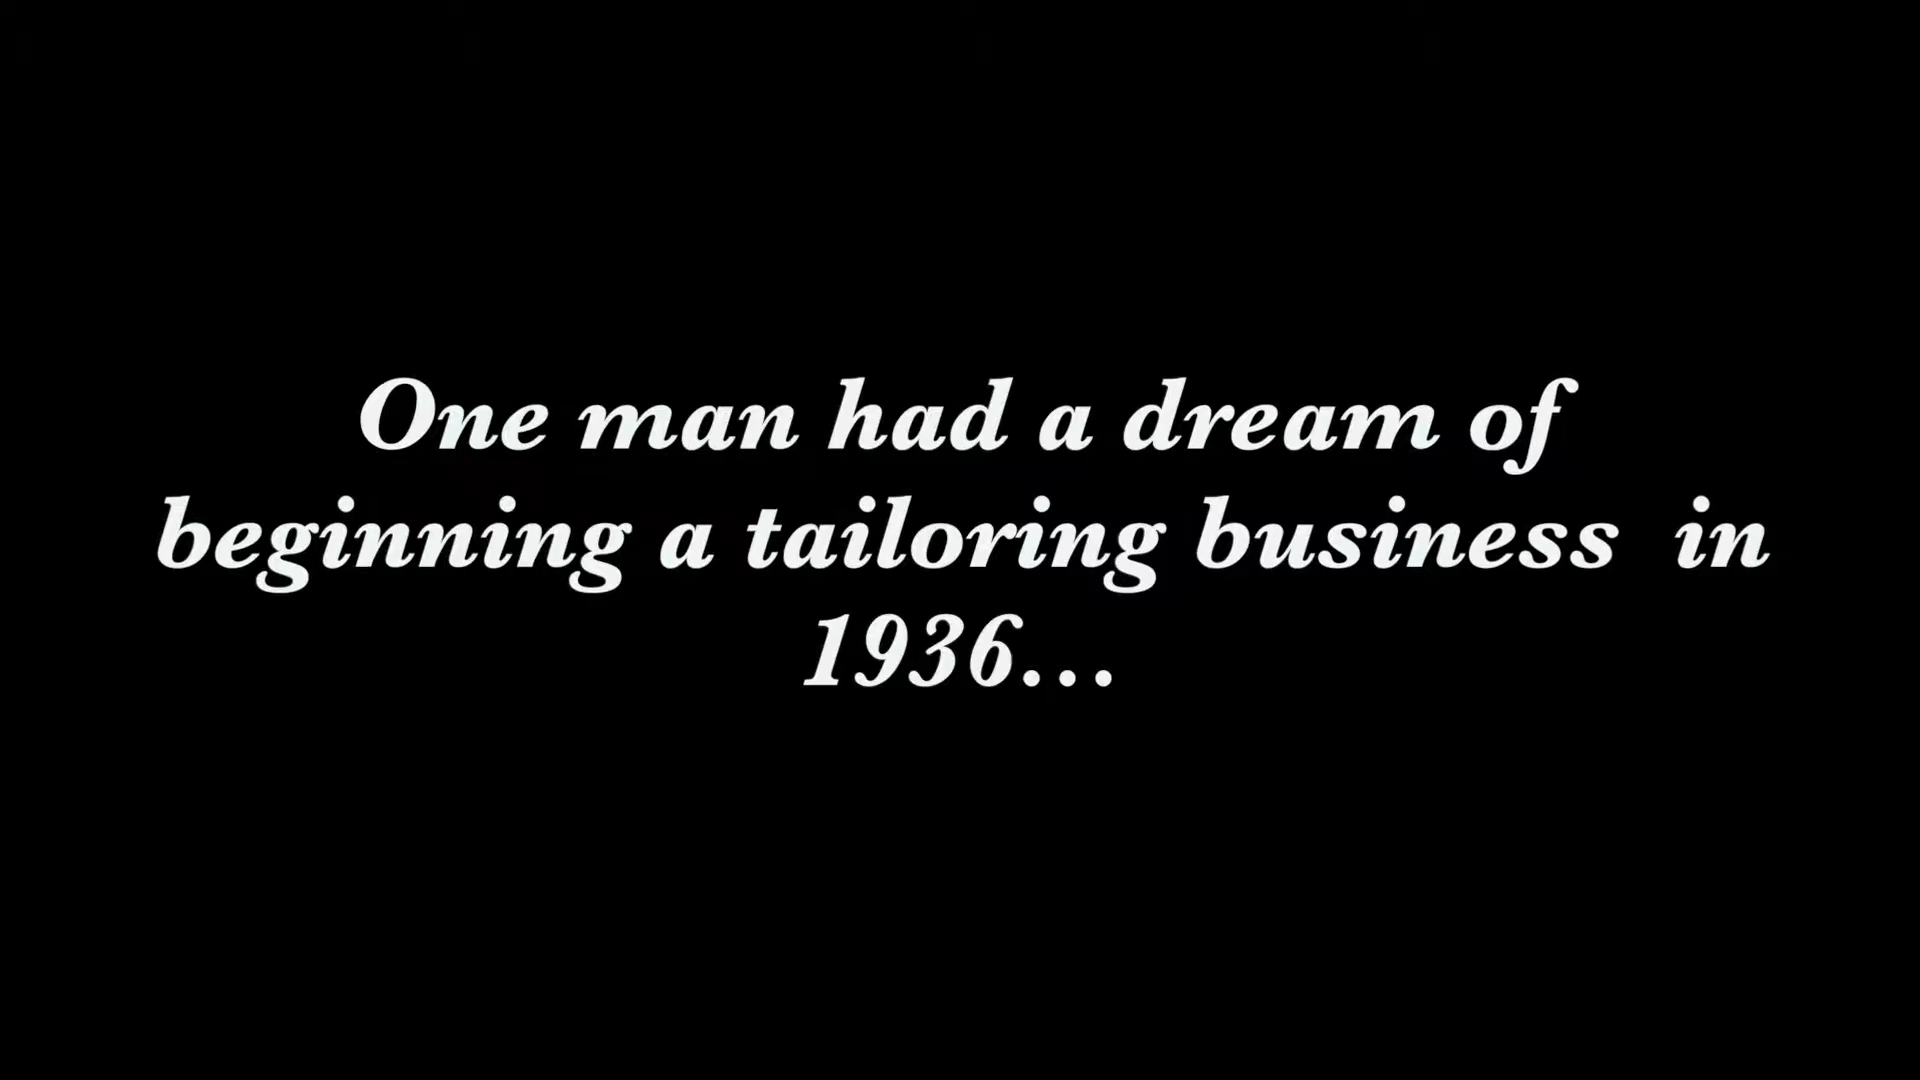 One man had a dream of
beginning a tailoring business  in
1936...